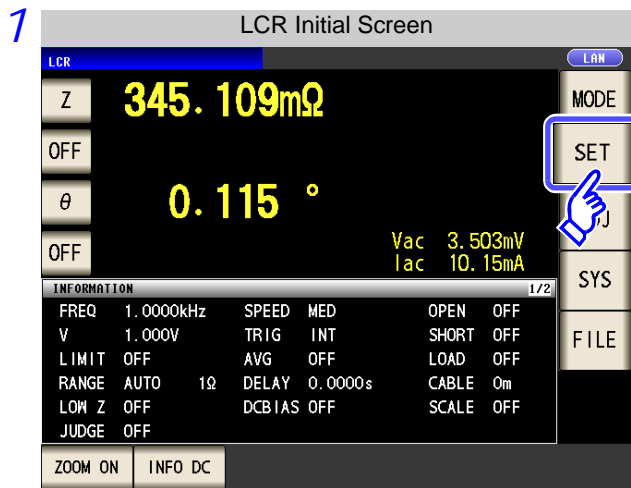 1
LCR Initial Screen
LCR
LAN
Z
345.109mΩ
MODE
OFF
SET
θ
0.115 °
OFF
Vac 3.503mV
Iac 10.15mA
SYS
INFORMATION 1/2
FREQ 1.0000kHz SPEED MED OPEN OFF
V 1.000V TRIG INT SHORT OFF
FILE
LIMIT OFF AVG OFF LOAD OFF
RANGE AUTO 1Ω DELAY 0.0000s CABLE 0m
LOW Z OFF DCBIAS OFF SCALE OFF
JUDGE OFF
ZOOM ON INFO DC